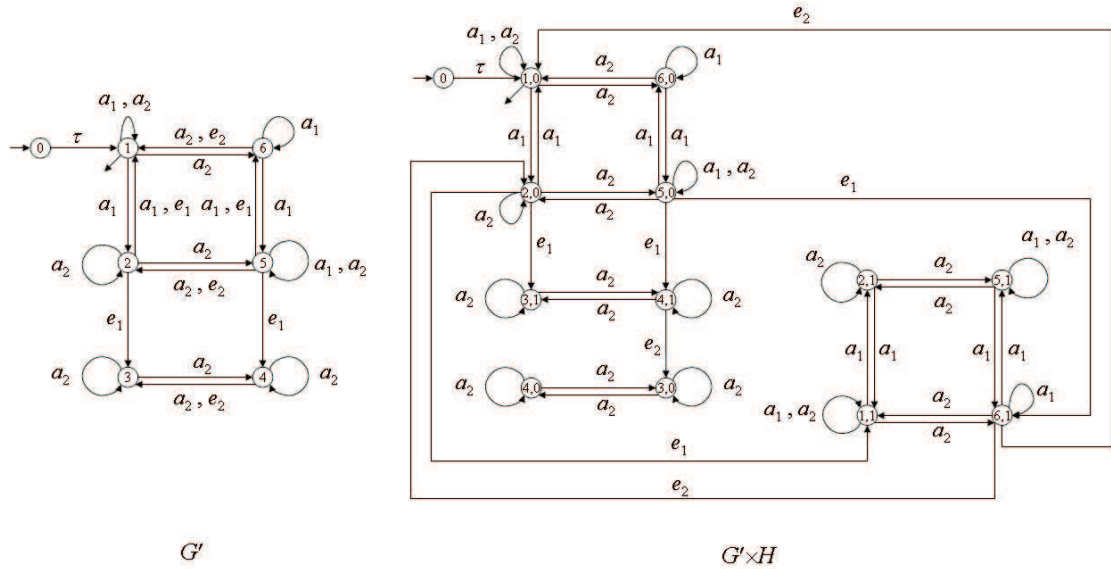 e₂
a₁ , a₂
a₂
a₁
0
τ
1,0
6,0
a₂
a₁ , a₂
a₂ , e₂
a₁
0
τ
1
6
a₂
a₁
a₁
a₁
a₁
a₁
a₁ , e₁
a₁ , e₁
a₁
a₂
a₁ , a₂
e₁
2,0
5,0
a₂
a₂
a₂
a₂
2
5
a₁ , a₂
a₂ , e₂
e₁
e₁
a₁ , a₂
a₂
a₂
2,1
5,1
a₂
e₁
e₁
a₂
a₂
3,1
4,1
a₂
a₂
a₂
a₂
3
4
a₂
a₂ , e₂
e₂
a₁
a₁
a₁
a₁
a₂
a₂
4,0
3,0
a₂
a₂
a₁ , a₂
a₂
a₁
1,1
6,1
a₂
e₁
e₂
G′
G′×H